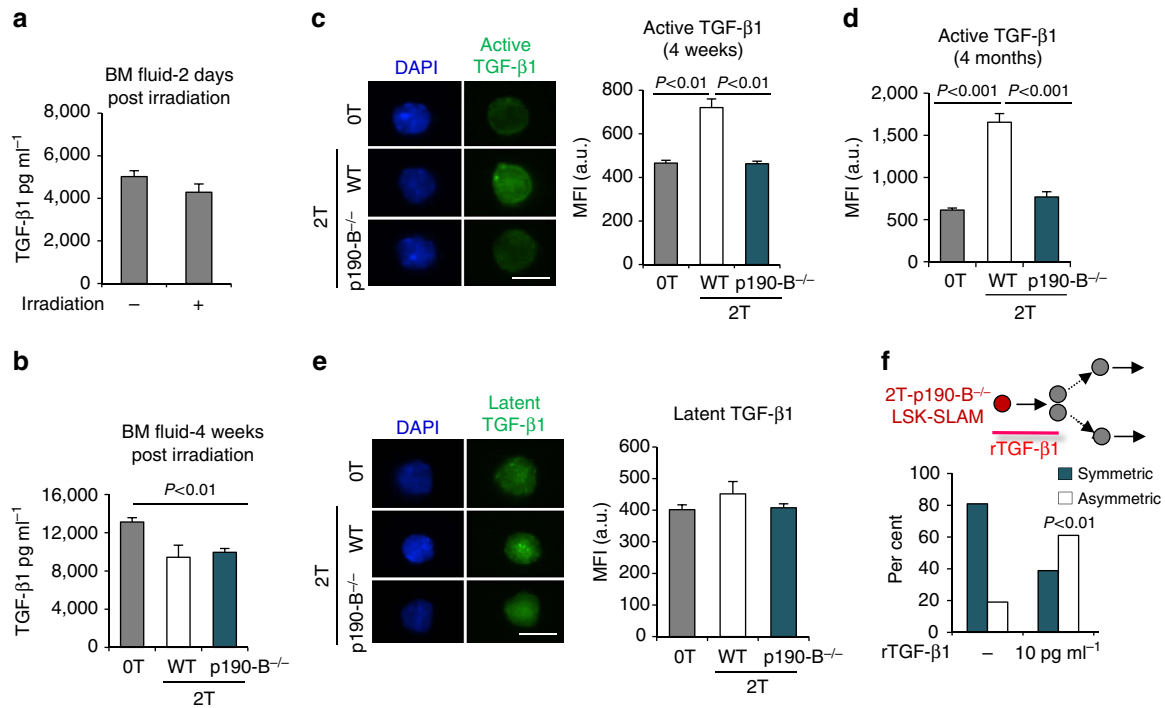 a
BM fluid-2 days
post irradiation
TGF-β1 pg ml⁻¹
8,000
6,000
4,000
2,000
0
Irradiation – +
b
BM fluid-4 weeks
post irradiation
TGF-β1 pg ml⁻¹
16,000
12,000
8,000
4,000
0
P<0.01
0T WT p190-B⁻/⁻
2T
c
DAPI
Active
TGF-β1
0T
WT
p190-B⁻/⁻
2T
Active TGF-β1
(4 weeks)
P<0.01 P<0.01
MFI (a.u.)
800
600
400
200
0
0T WT p190-B⁻/⁻
2T
d
Active TGF-β1
(4 months)
P<0.001 P<0.001
MFI (a.u.)
2,000
1,500
1,000
500
0
0T WT p190-B⁻/⁻
2T
e
DAPI
Latent
TGF-β1
0T
WT
p190-B⁻/⁻
2T
Latent TGF-β1
MFI (a.u.)
600
500
400
300
200
100
0
0T WT p190-B⁻/⁻
2T
f
2T-p190-B⁻/⁻
LSK-SLAM
rTGF-β1
Symmetric
Asymmetric
P<0.01
Per cent
100
80
60
40
20
0
rTGF-β1 – 10 pg ml⁻¹